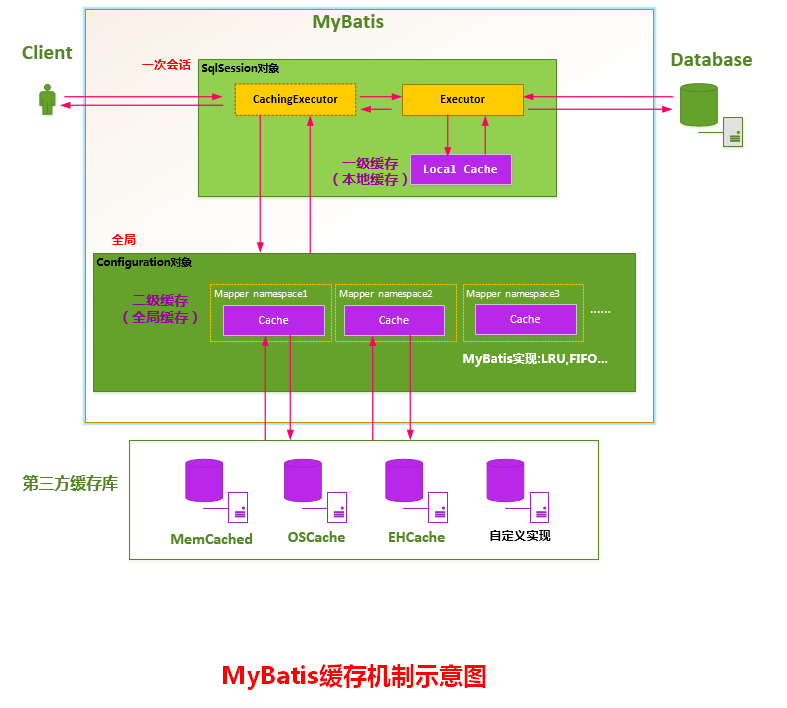 MyBatis
Client
Database
一次会话
SqlSession对象
CachingExecutor
Executor
一级缓存
（本地缓存）
Local Cache
全局
Configuration对象
二级缓存
（全局缓存）
Mapper namespace1
Cache
Mapper namespace2
Cache
Mapper namespace3
Cache
......
MyBatis实现:LRU,FIFO...
第三方缓存库
MemCached
OSCache
EHCache
自定义实现
MyBatis缓存机制示意图